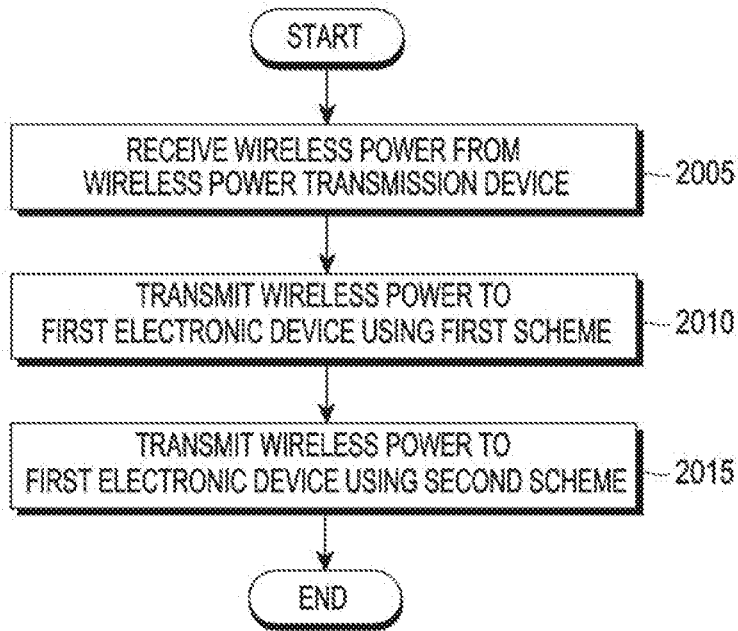 START
RECEIVE WIRELESS POWER FROM
WIRELESS POWER TRANSMISSION DEVICE
2005
TRANSMIT WIRELESS POWER TO
FIRST ELECTRONIC DEVICE USING FIRST SCHEME
2010
TRANSMIT WIRELESS POWER TO
FIRST ELECTRONIC DEVICE USING SECOND SCHEME
2015
END